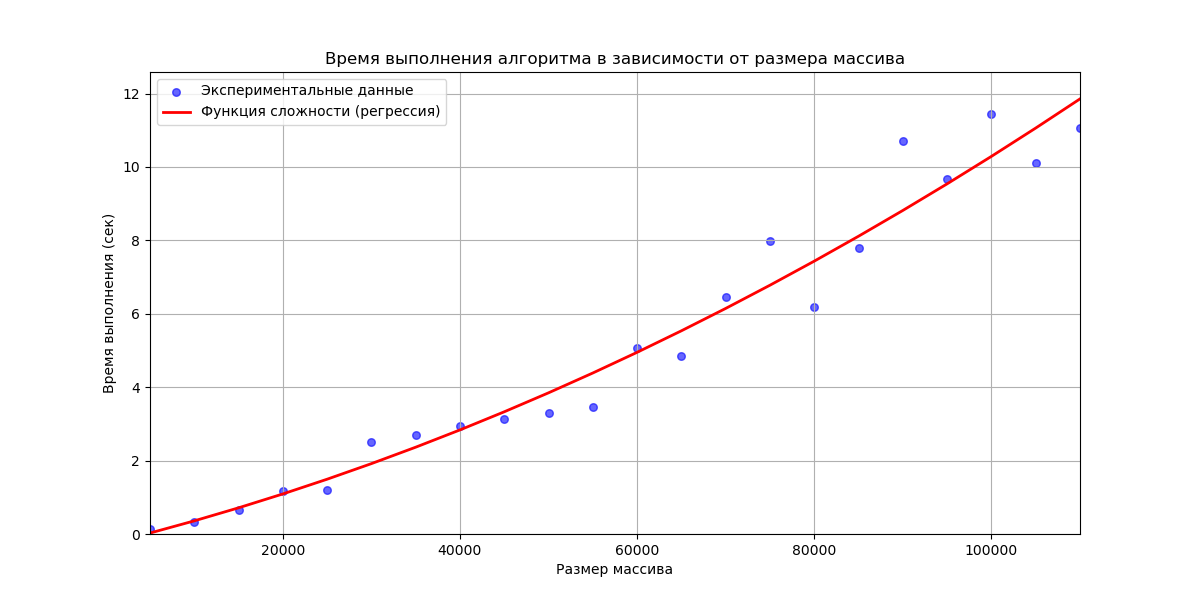 Время выполнения алгоритма в зависимости от размера массива
Экспериментальные данные
Функция сложности (регрессия)
Время выполнения (сек)
12
10
8
6
4
2
0
20000
40000
60000
80000
100000
Размер массива